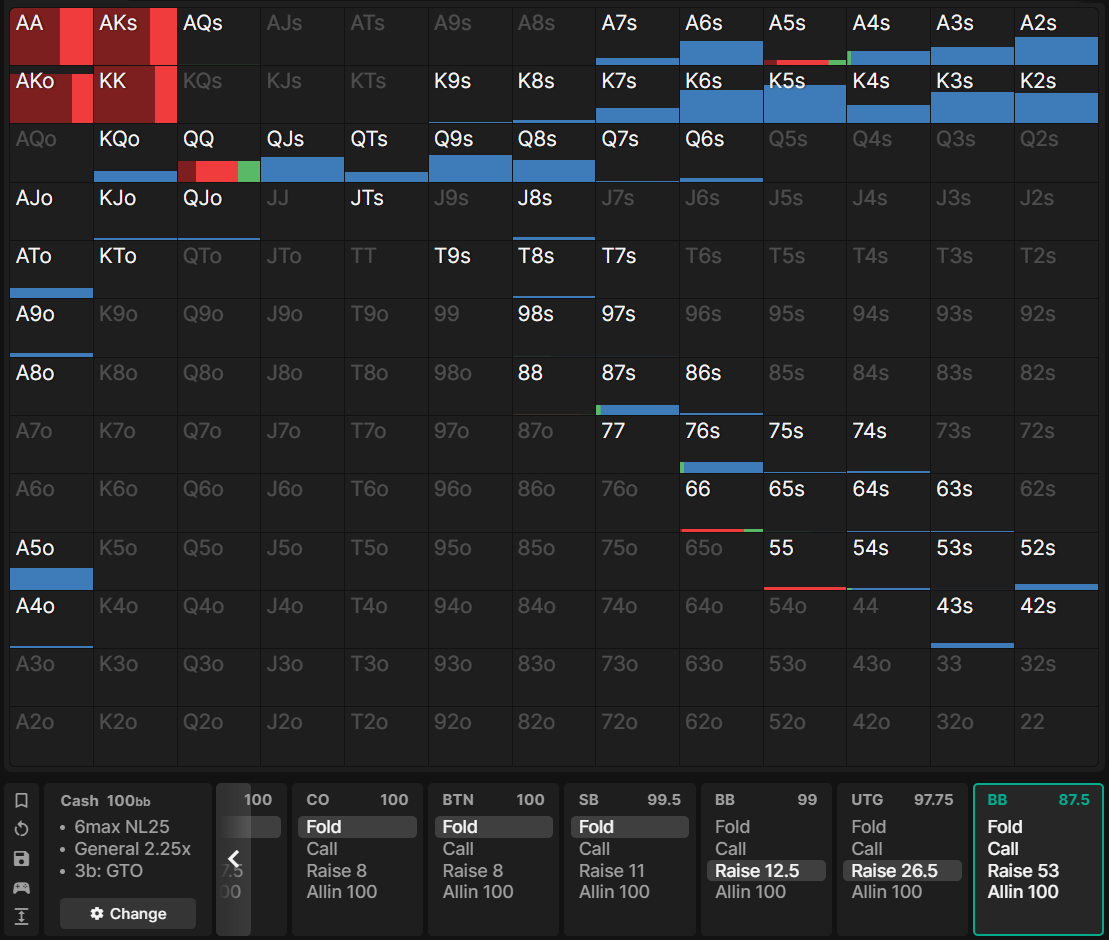 AA AKs AQs AJs ATs A9s A8s A7s A6s A5s A4s A3s A2s
AKo KK KQs KJs KTs K9s K8s K7s K6s K5s K4s K3s K2s
AQo KQo QQ QJs QTs Q9s Q8s Q7s Q6s Q5s Q4s Q3s Q2s
AJo KJo QJo JJ JTs J9s J8s J7s J6s J5s J4s J3s J2s
ATo KTo QTo JTo TT T9s T8s T7s T6s T5s T4s T3s T2s
A9o K9o Q9o J9o T9o 99 98s 97s 96s 95s 94s 93s 92s
A8o K8o Q8o J8o T8o 98o 88 87s 86s 85s 84s 83s 82s
A7o K7o Q7o J7o T7o 97o 87o 77 76s 75s 74s 73s 72s
A6o K6o Q6o J6o T6o 96o 86o 76o 66 65s 64s 63s 62s
A5o K5o Q5o J5o T5o 95o 85o 75o 65o 55 54s 53s 52s
A4o K4o Q4o J4o T4o 94o 84o 74o 64o 54o 44 43s 42s
A3o K3o Q3o J3o T3o 93o 83o 73o 63o 53o 43o 33 32s
A2o K2o Q2o J2o T2o 92o 82o 72o 62o 52o 42o 32o 22
Cash 100bb
• 6max NL25
• General 2.25x
• 3b: GTO
Change
100
7.5
00
CO 100
Fold
Call
Raise 8
Allin 100
BTN 100
Fold
Call
Raise 8
Allin 100
SB 99.5
Fold
Call
Raise 11
Allin 100
BB 99
Fold
Call
Raise 12.5
Allin 100
UTG 97.75
Fold
Call
Raise 26.5
Allin 100
BB 87.5
Fold
Call
Raise 53
Allin 100